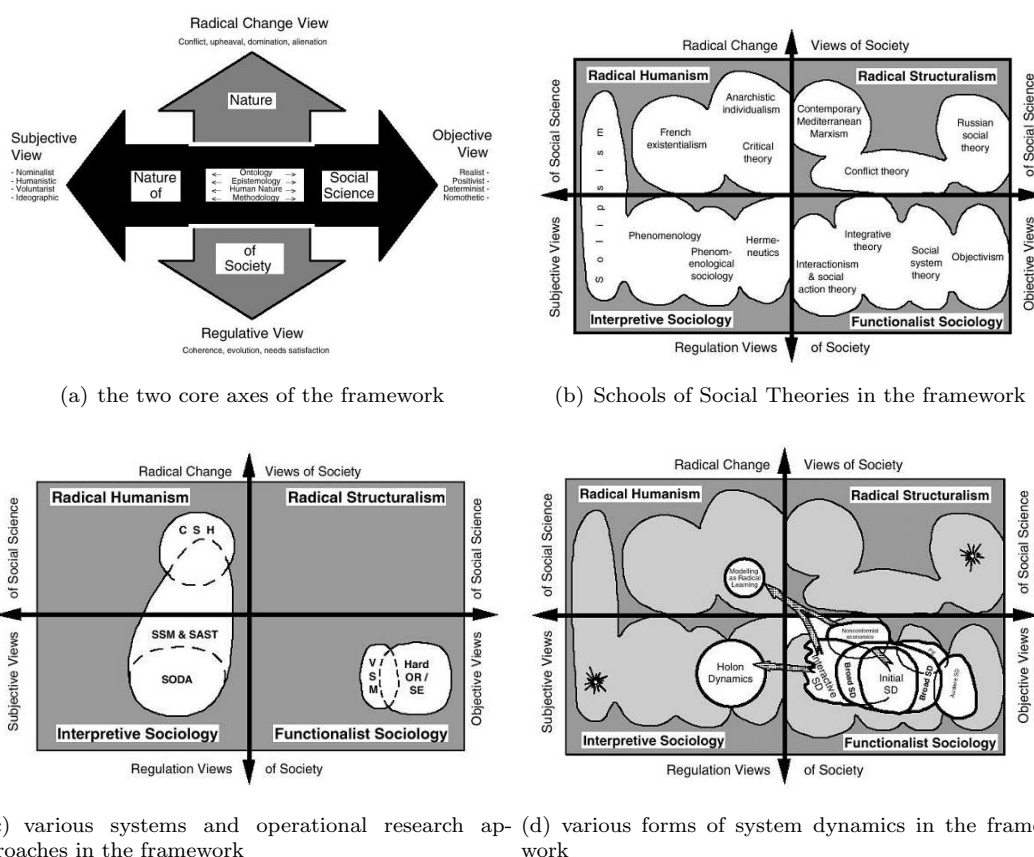 Radical Change View
Conflict, upheaval, domination, alienation
Nature
Subjective
View
- Nominalist
- Humanistic
- Voluntarist
- Ideographic
Nature
of
Ontology
Epistemology
Human Nature
Methodology
Social
Science
Objective
View
Realist -
Positivist -
Determinist -
Nomothetic -
of
Society
Regulative View
Coherence, evolution, needs satisfaction
(a) the two core axes of the framework
Radical Change
Views of Society
Radical Humanism
Radical Structuralism
of Social Science
of Social Science
Subjective Views
Objective Views
Solipsism
French
existentialism
Anarchistic
individualism
Critical
theory
Contemporary
Mediterranean
Marxism
Russian
social
theory
Conflict theory
Phenomenology
Phenom-
enological
sociology
Herme-
neutics
Integrative
theory
Interactionism
& social
action theory
Social
system
theory
Objectivism
Interpretive Sociology
Functionalist Sociology
Regulation Views
of Society
(b) Schools of Social Theories in the framework
Radical Change
Views of Society
Radical Humanism
Radical Structuralism
of Social Science
of Social Science
Subjective Views
Objective Views
C S H
SSM & SAST
SODA
V
S
M
Hard
OR /
SE
Interpretive Sociology
Functionalist Sociology
Regulation Views
of Society
) various systems and operational research ap-
roaches in the framework
Radical Change
Views of Society
Radical Humanism
Radical Structuralism
of Social Science
of Social Science
Subjective Views
Objective Views
Modelling
as Radical
Learning
Nonconformist
economics
Holon
Dynamics
Interactive
SD
Broad SD
Initial
SD
Broad SD
PE
Austere SD
Interpretive Sociology
Functionalist Sociology
Regulation Views
of Society
(d) various forms of system dynamics in the frame
work